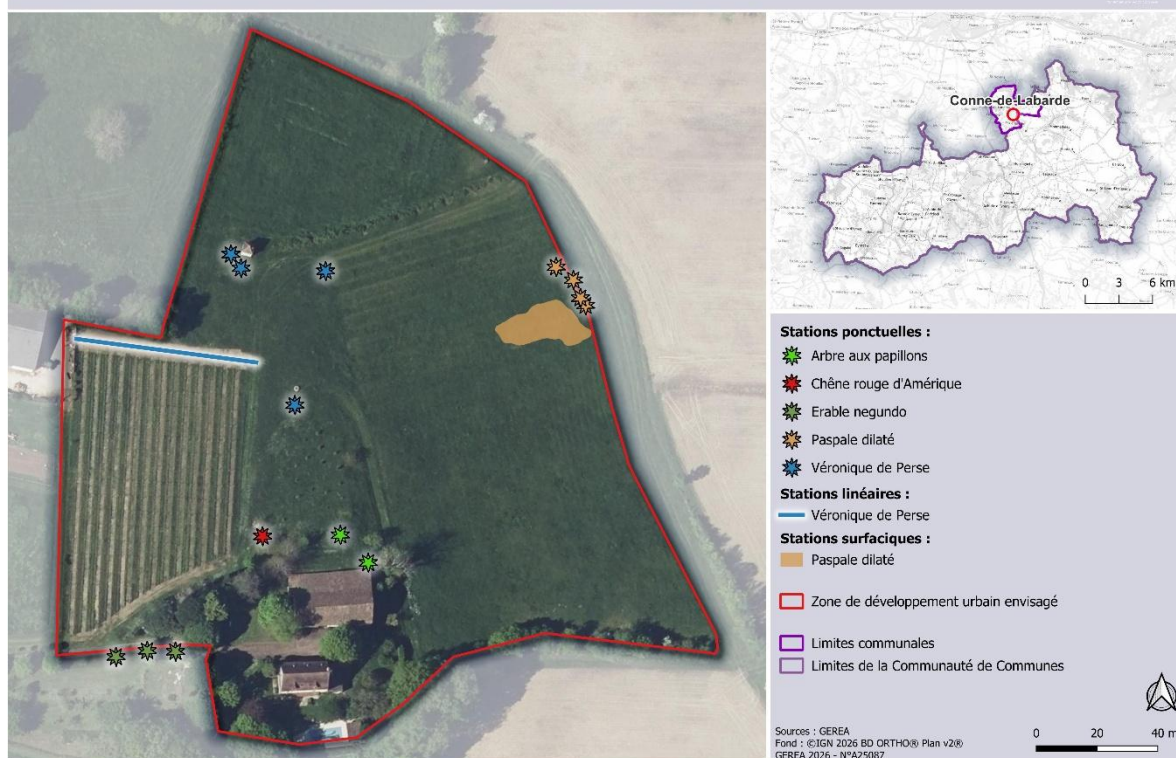 Conne-de-Labarde
0 3 6 km
Stations ponctuelles :
Arbre aux papillons
Chêne rouge d'Amérique
Erable negundo
Paspale dilaté
Véronique de Perse
Stations linéaires :
Véronique de Perse
Stations surfaciques :
Paspale dilaté
Zone de développement urbain envisagé
Limites communales
Limites de la Communauté de Communes
Sources : GEREA
Fond : ©IGN 2026 BD ORTHO® Plan v2®
GEREA 2026 - N°A25087
0 20 40 m